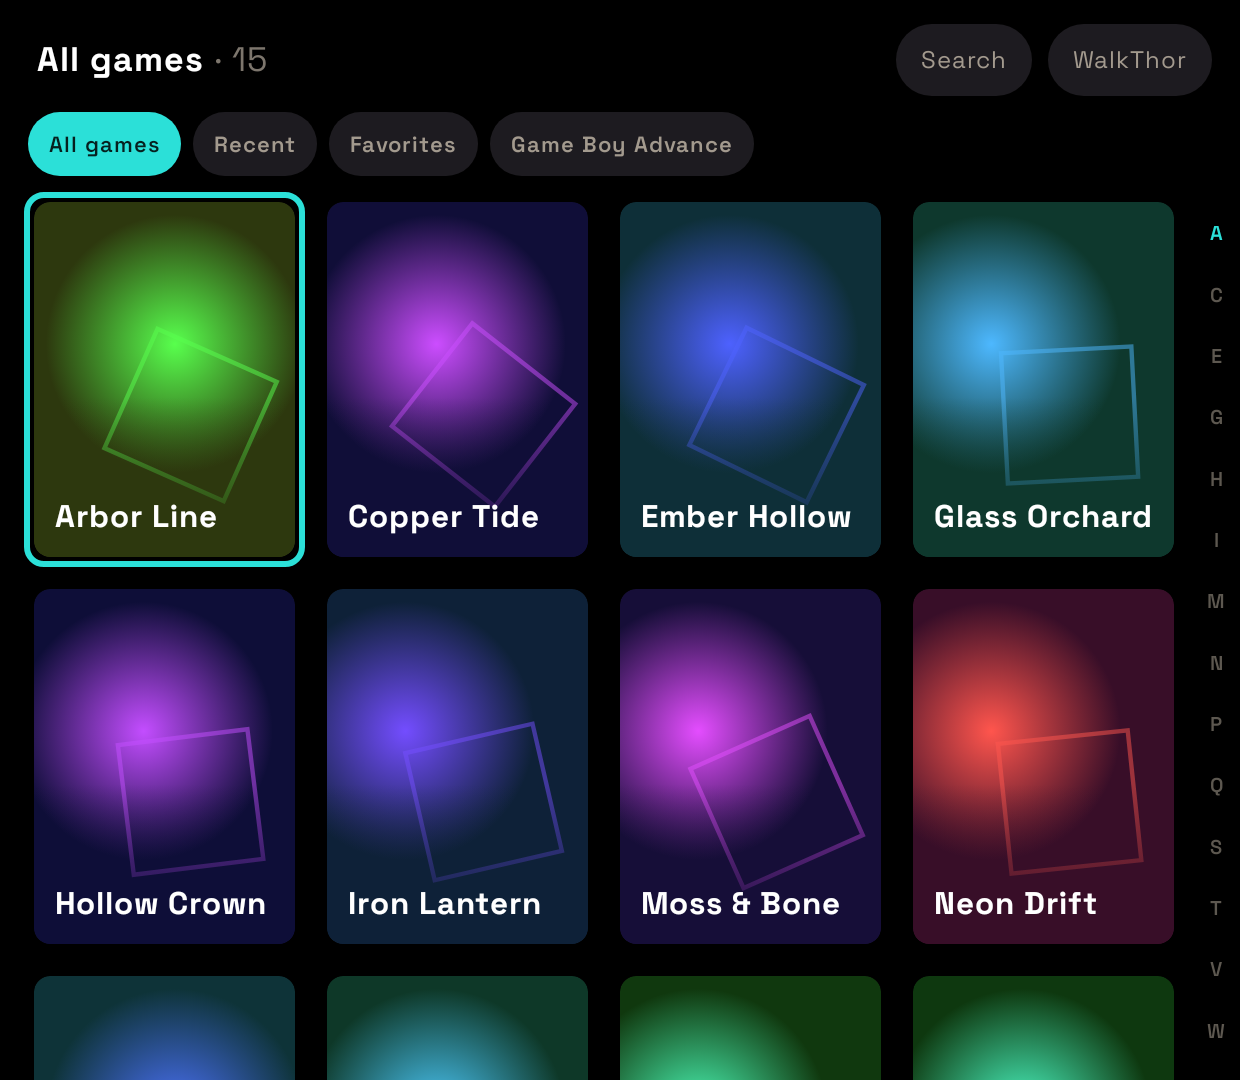 All games · 15
Search
WalkThor
All games
Recent
Favorites
Game Boy Advance
Arbor Line
Copper Tide
Ember Hollow
Glass Orchard
Hollow Crown
Iron Lantern
Moss & Bone
Neon Drift
A
C
E
G
H
I
M
N
P
Q
S
T
V
W